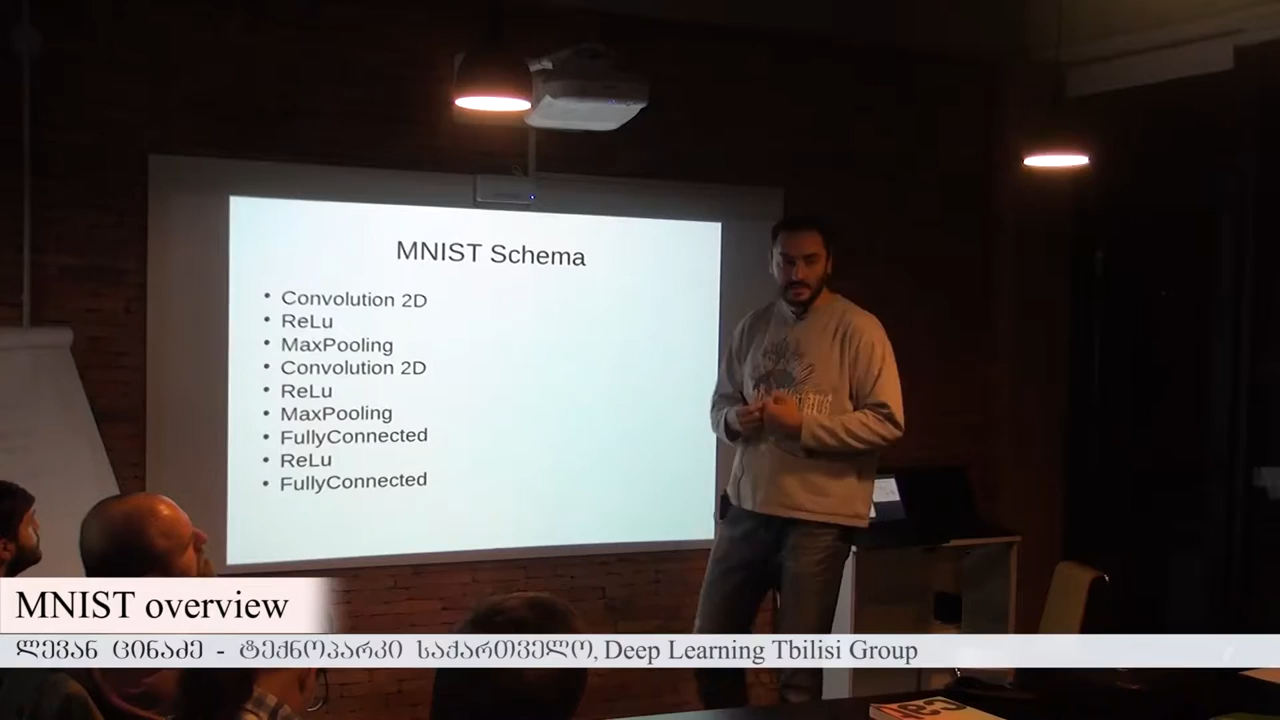 MNIST Schema
Convolution 2D
ReLu
MaxPooling
Convolution 2D
ReLu
MaxPooling
FullyConnected
ReLu
FullyConnected
MNIST overview
ლევან ცინაძე - ტექნოპარკი საქართველო, Deep Learning Tbilisi Group